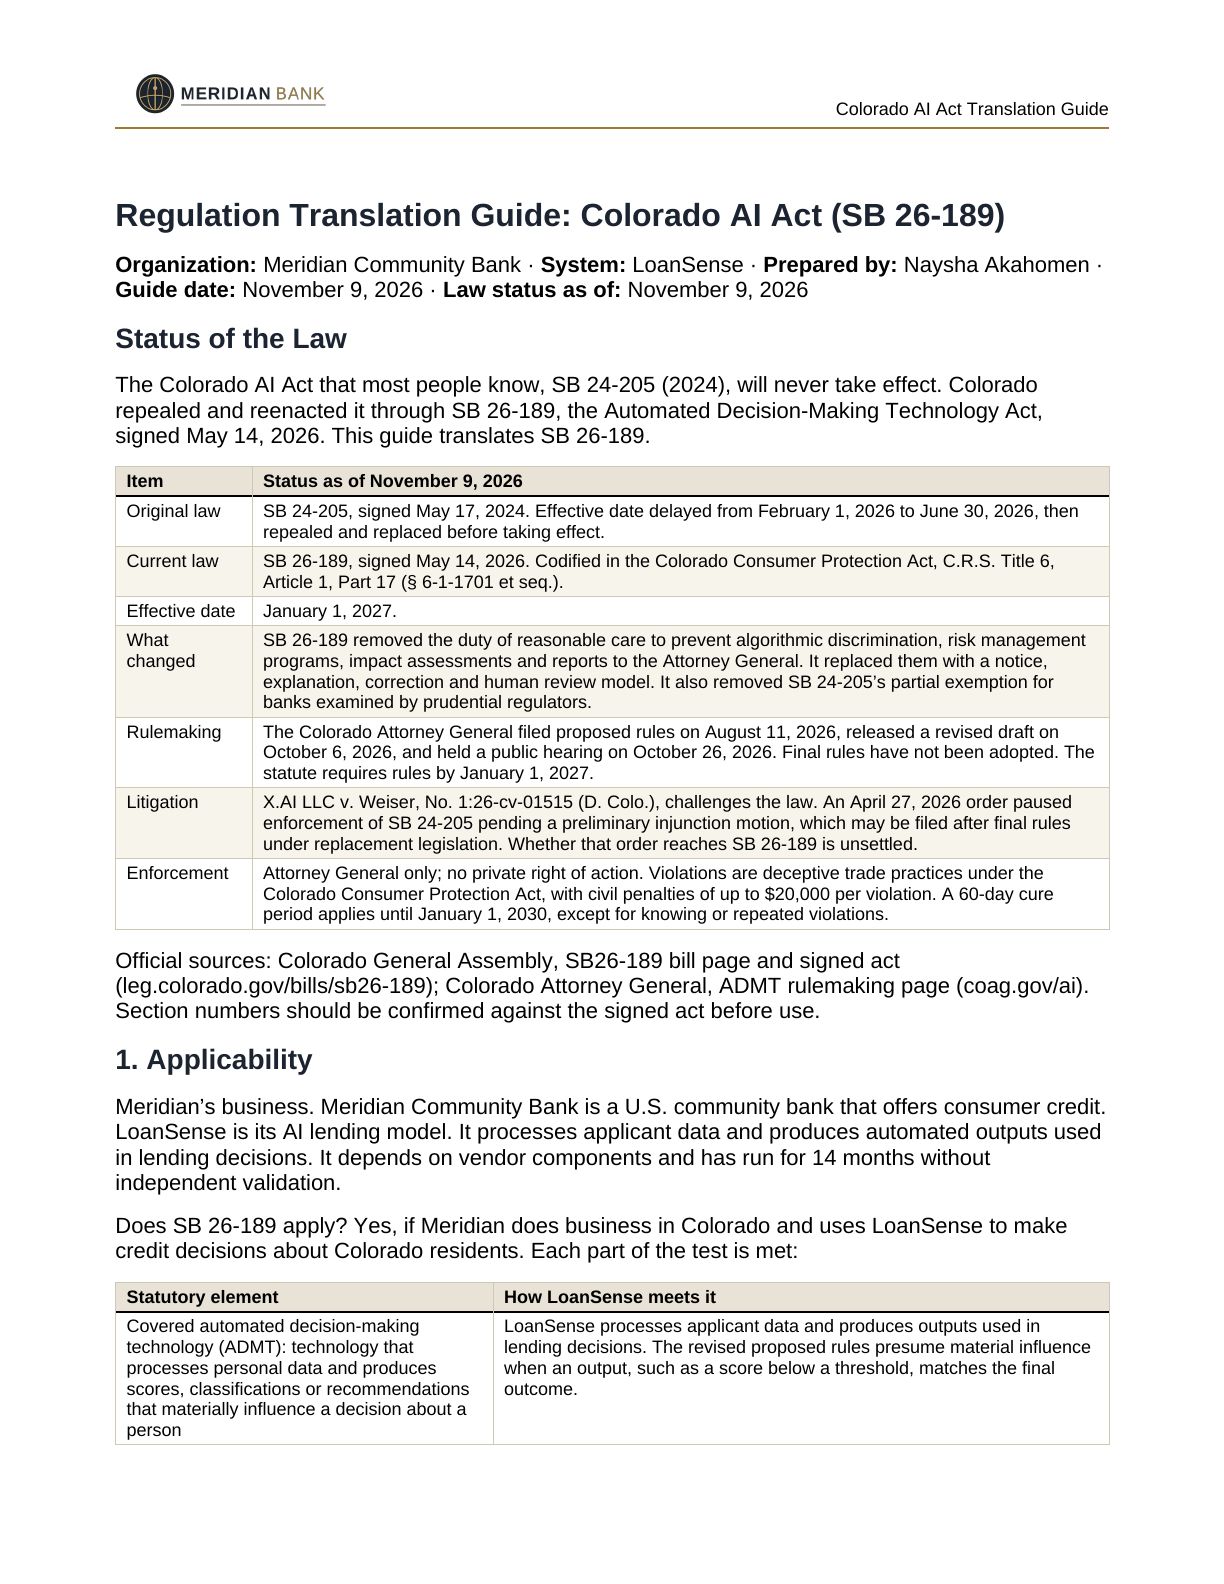 MERIDIAN BANK
Colorado AI Act Translation Guide
Regulation Translation Guide: Colorado AI Act (SB 26-189)
Organization: Meridian Community Bank · System: LoanSense · Prepared by: Naysha Akahomen ·
Guide date: November 9, 2026 · Law status as of: November 9, 2026
Status of the Law
The Colorado AI Act that most people know, SB 24-205 (2024), will never take effect. Colorado
repealed and reenacted it through SB 26-189, the Automated Decision-Making Technology Act,
signed May 14, 2026. This guide translates SB 26-189.
Item Status as of November 9, 2026
Original law SB 24-205, signed May 17, 2024. Effective date delayed from February 1, 2026 to June 30, 2026, then
repealed and replaced before taking effect.
Current law SB 26-189, signed May 14, 2026. Codified in the Colorado Consumer Protection Act, C.R.S. Title 6,
Article 1, Part 17 (§ 6-1-1701 et seq.).
Effective date January 1, 2027.
What SB 26-189 removed the duty of reasonable care to prevent algorithmic discrimination, risk management
changed programs, impact assessments and reports to the Attorney General. It replaced them with a notice,
explanation, correction and human review model. It also removed SB 24-205’s partial exemption for
banks examined by prudential regulators.
Rulemaking The Colorado Attorney General filed proposed rules on August 11, 2026, released a revised draft on
October 6, 2026, and held a public hearing on October 26, 2026. Final rules have not been adopted. The
statute requires rules by January 1, 2027.
Litigation X.AI LLC v. Weiser, No. 1:26-cv-01515 (D. Colo.), challenges the law. An April 27, 2026 order paused
enforcement of SB 24-205 pending a preliminary injunction motion, which may be filed after final rules
under replacement legislation. Whether that order reaches SB 26-189 is unsettled.
Enforcement Attorney General only; no private right of action. Violations are deceptive trade practices under the
Colorado Consumer Protection Act, with civil penalties of up to $20,000 per violation. A 60-day cure
period applies until January 1, 2030, except for knowing or repeated violations.
Official sources: Colorado General Assembly, SB26-189 bill page and signed act
(leg.colorado.gov/bills/sb26-189); Colorado Attorney General, ADMT rulemaking page (coag.gov/ai).
Section numbers should be confirmed against the signed act before use.
1. Applicability
Meridian’s business. Meridian Community Bank is a U.S. community bank that offers consumer credit.
LoanSense is its AI lending model. It processes applicant data and produces automated outputs used
in lending decisions. It depends on vendor components and has run for 14 months without
independent validation.
Does SB 26-189 apply? Yes, if Meridian does business in Colorado and uses LoanSense to make
credit decisions about Colorado residents. Each part of the test is met:
Statutory element How LoanSense meets it
Covered automated decision-making LoanSense processes applicant data and produces outputs used in
technology (ADMT): technology that lending decisions. The revised proposed rules presume material influence
processes personal data and produces when an output, such as a score below a threshold, matches the final
scores, classifications or recommendations outcome.
that materially influence a decision about a
person